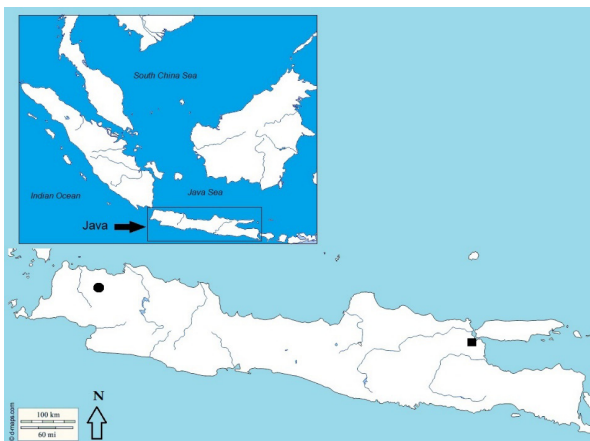 South China Sea
Indian Ocean
Java Sea
Java
N
100 km
60 mi
© d-maps.com